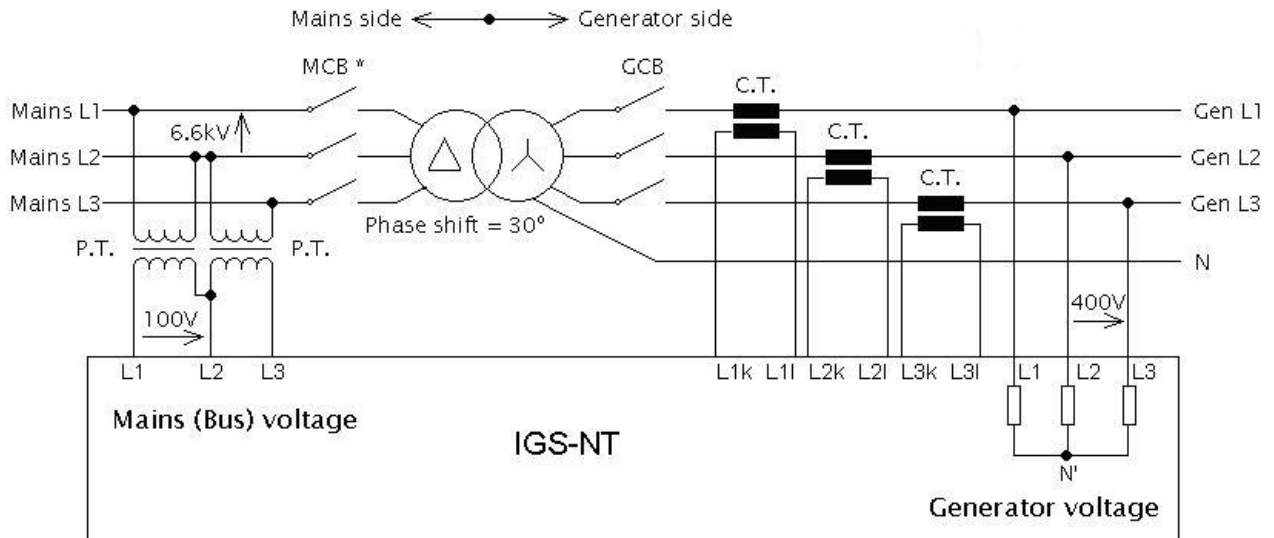 Mains side Generator side
MCB * GCB
C.T.
Mains L1 Gen L1
6.6kV
C.T.
Mains L2 Gen L2
C.T.
Mains L3 Gen L3
Phase shift = 30°
P.T. P.T.
N
100V 400V
L1 L2 L3 L1k L1l L2k L2l L3k L3l L1 L2 L3
Mains (Bus) voltage
IGS-NT
N'
Generator voltage